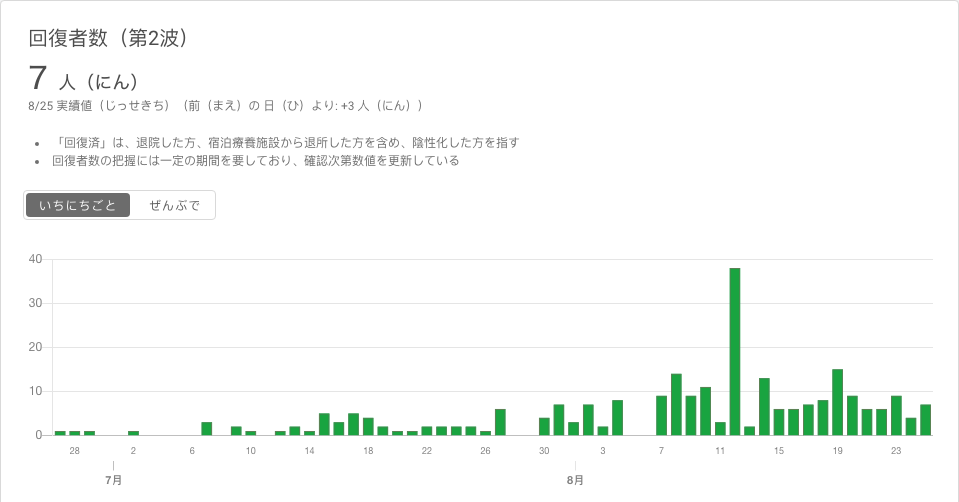 回復者数（第2波）
7 人（にん）
8/25 実績値（じっせきち）（前（まえ）の 日（ひ）より: +3 人（にん））
• 「回復済」は、退院した方、宿泊療養施設から退所した方を含め、陰性化した方を指す
• 回復者数の把握には一定の期間を要しており、確認次第数値を更新している
いちにちごと ぜんぶで
40
30
20
10
0
28 2 6 10 14 18 22 26 30 3 7 11 15 19 23
7月 8月